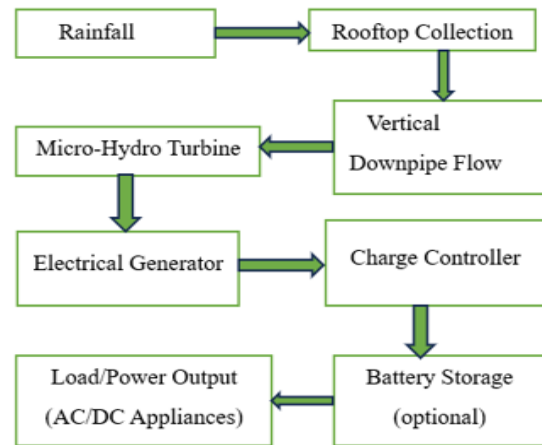 Rainfall
Rooftop Collection
Vertical
Downpipe Flow
Micro-Hydro Turbine
Electrical Generator
Charge Controller
Battery Storage
(optional)
Load/Power Output
(AC/DC Appliances)